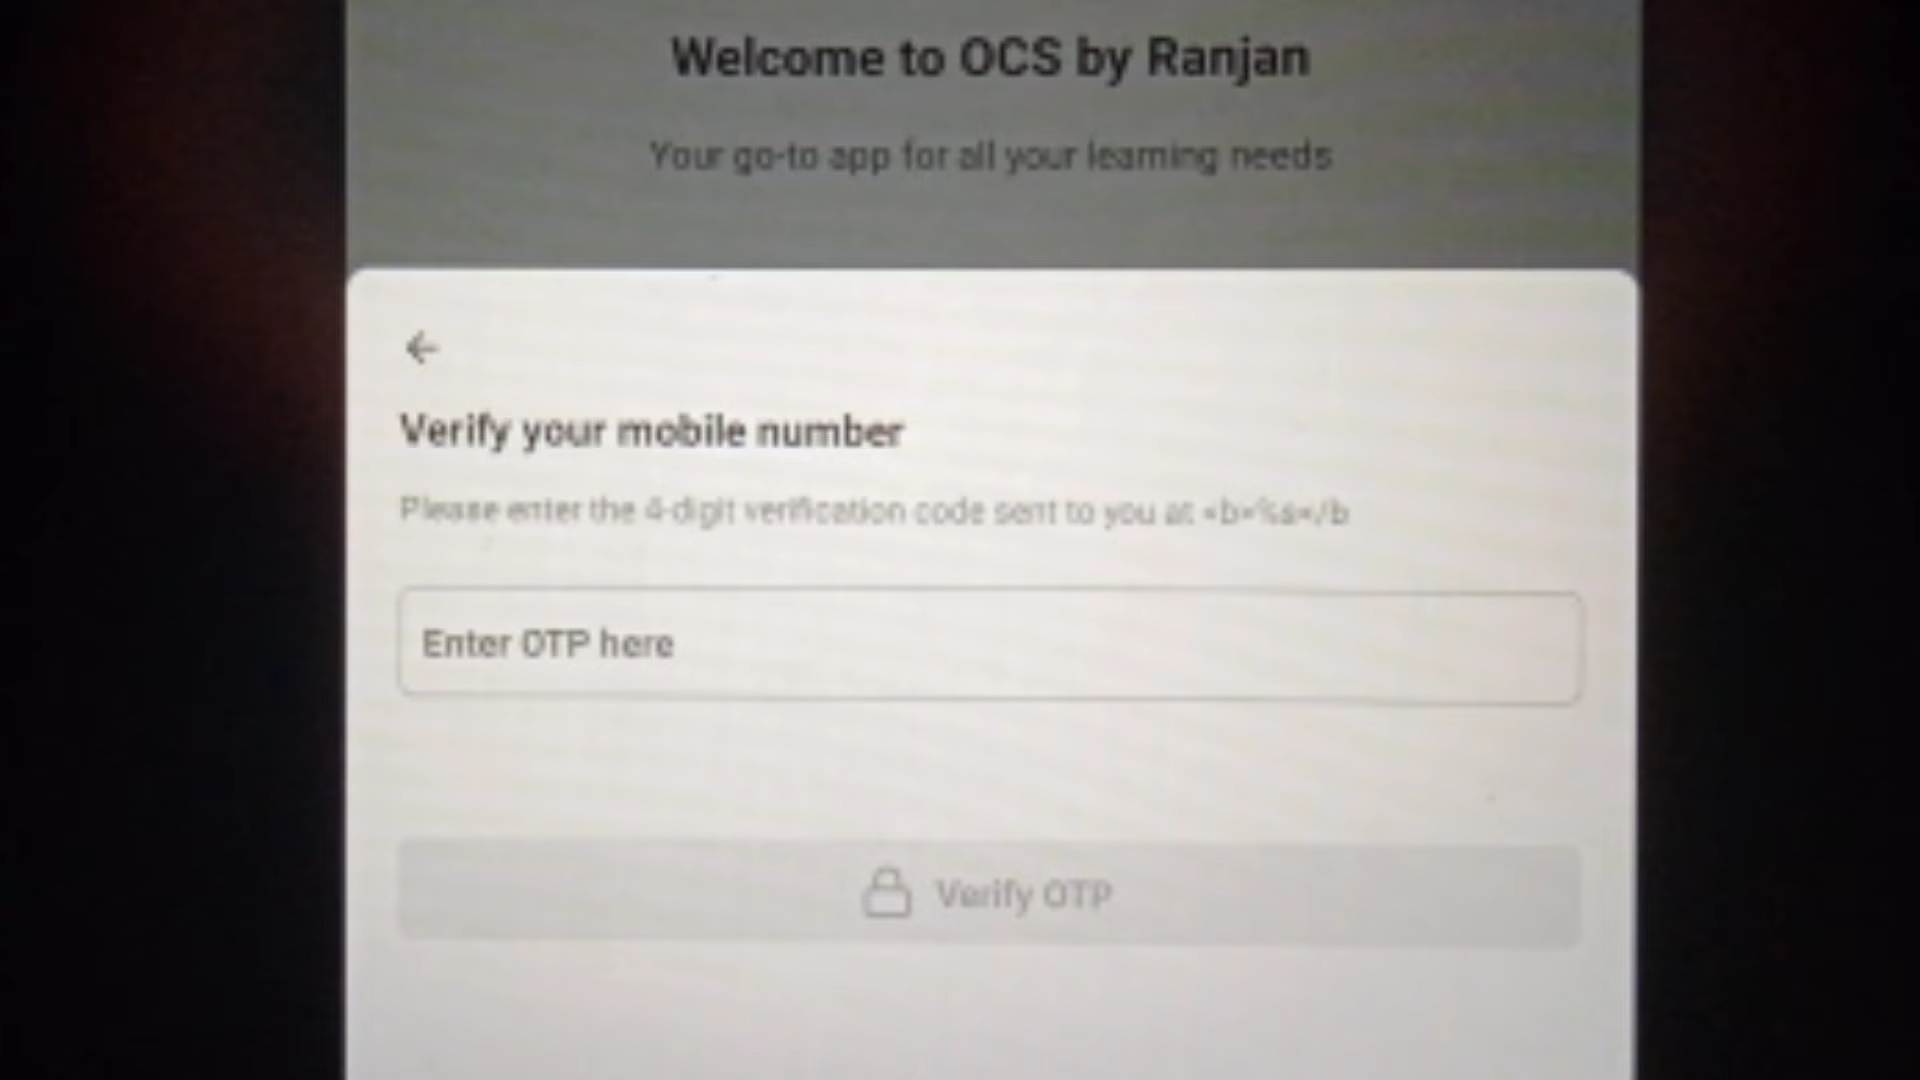 Welcome to OCS by Ranjan
Your go-to app for all your learning needs
Verify your mobile number
Please enter the 4-digit verification code sent to you at <b>%s</b
Enter OTP here
Verify OTP